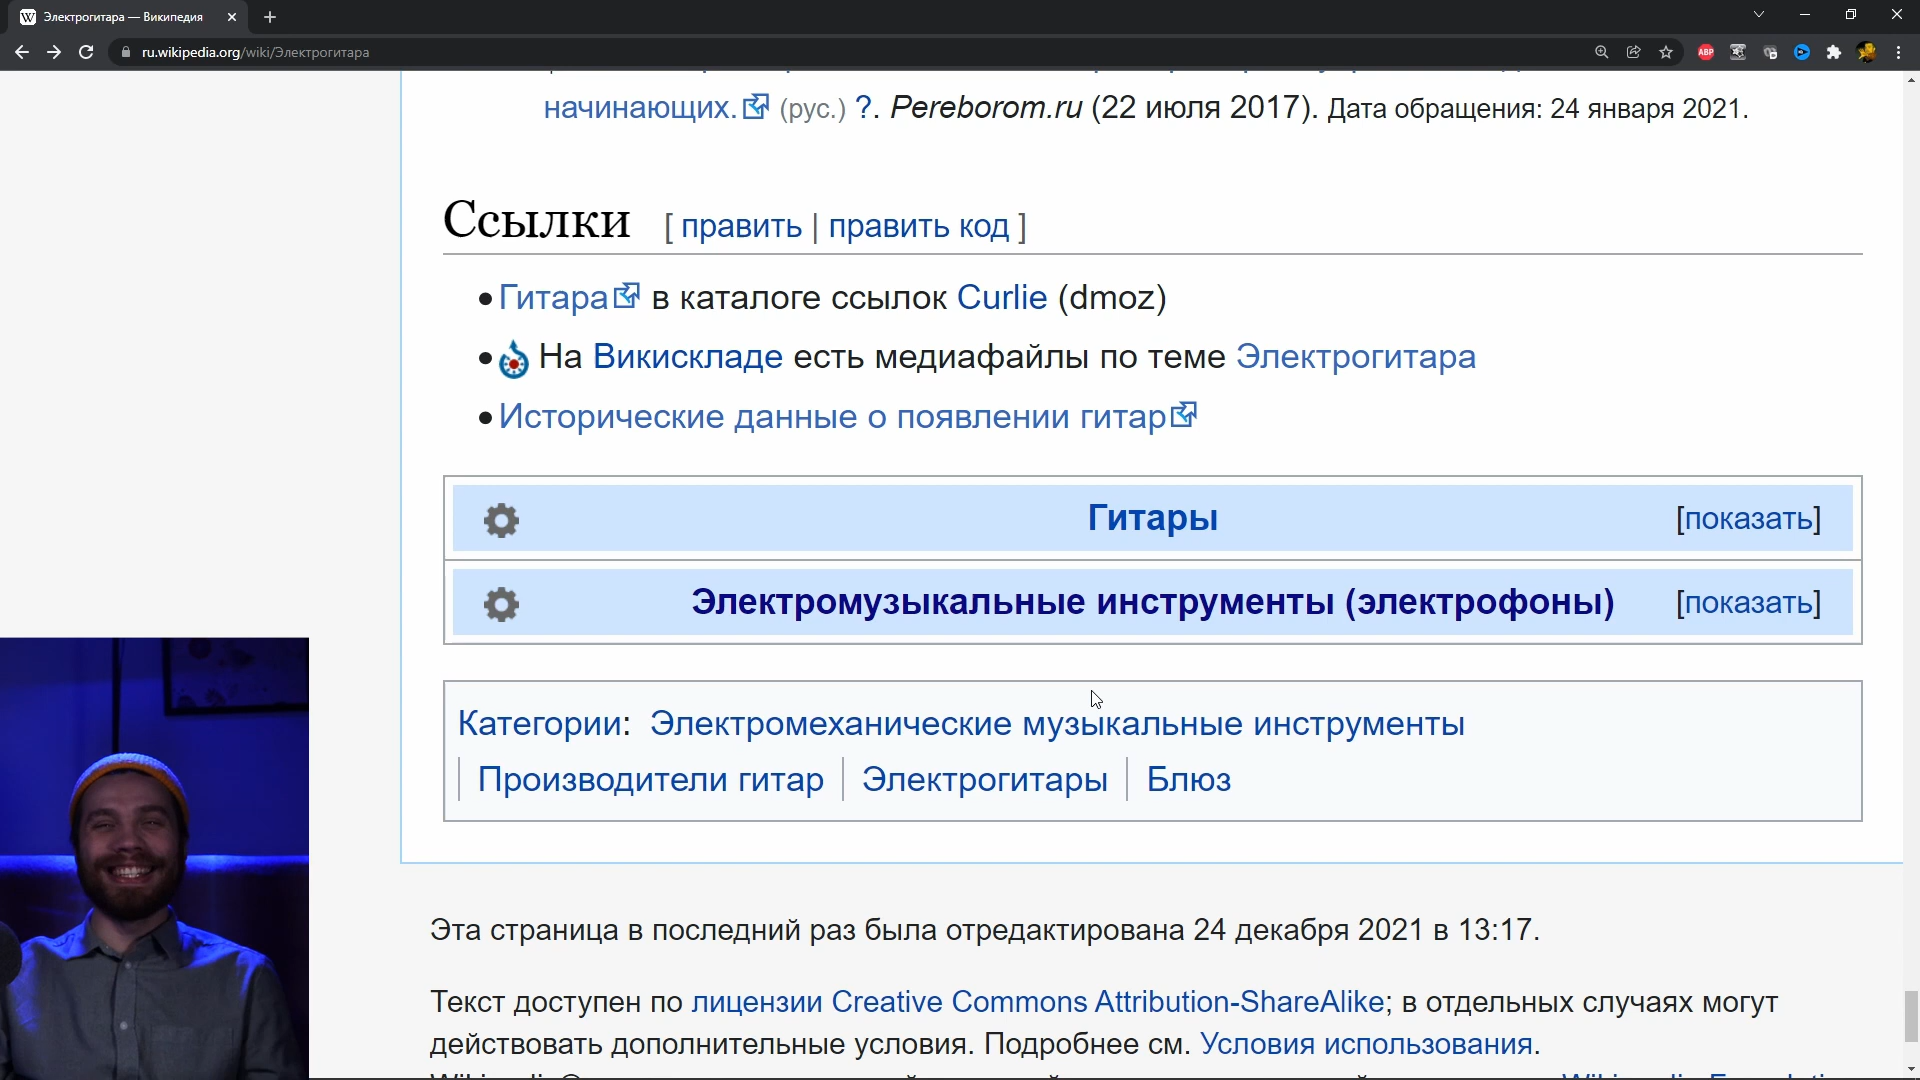 Электрогитара — Википедия
ru.wikipedia.org/wiki/Электрогитара
ABP
начинающих. (рус.) ?. Pereborom.ru (22 июля 2017). Дата обращения: 24 января 2021.
Ссылки [ править | править код ]
• Гитара в каталоге ссылок Curlie (dmoz)
• На Викискладе есть медиафайлы по теме Электрогитара
• Исторические данные о появлении гитар
Гитары [показать]
Электромузыкальные инструменты (электрофоны) [показать]
Категории: Электромеханические музыкальные инструменты
Производители гитар | Электрогитары | Блюз
Эта страница в последний раз была отредактирована 24 декабря 2021 в 13:17.
Текст доступен по лицензии Creative Commons Attribution-ShareAlike; в отдельных случаях могут
действовать дополнительные условия. Подробнее см. Условия использования.